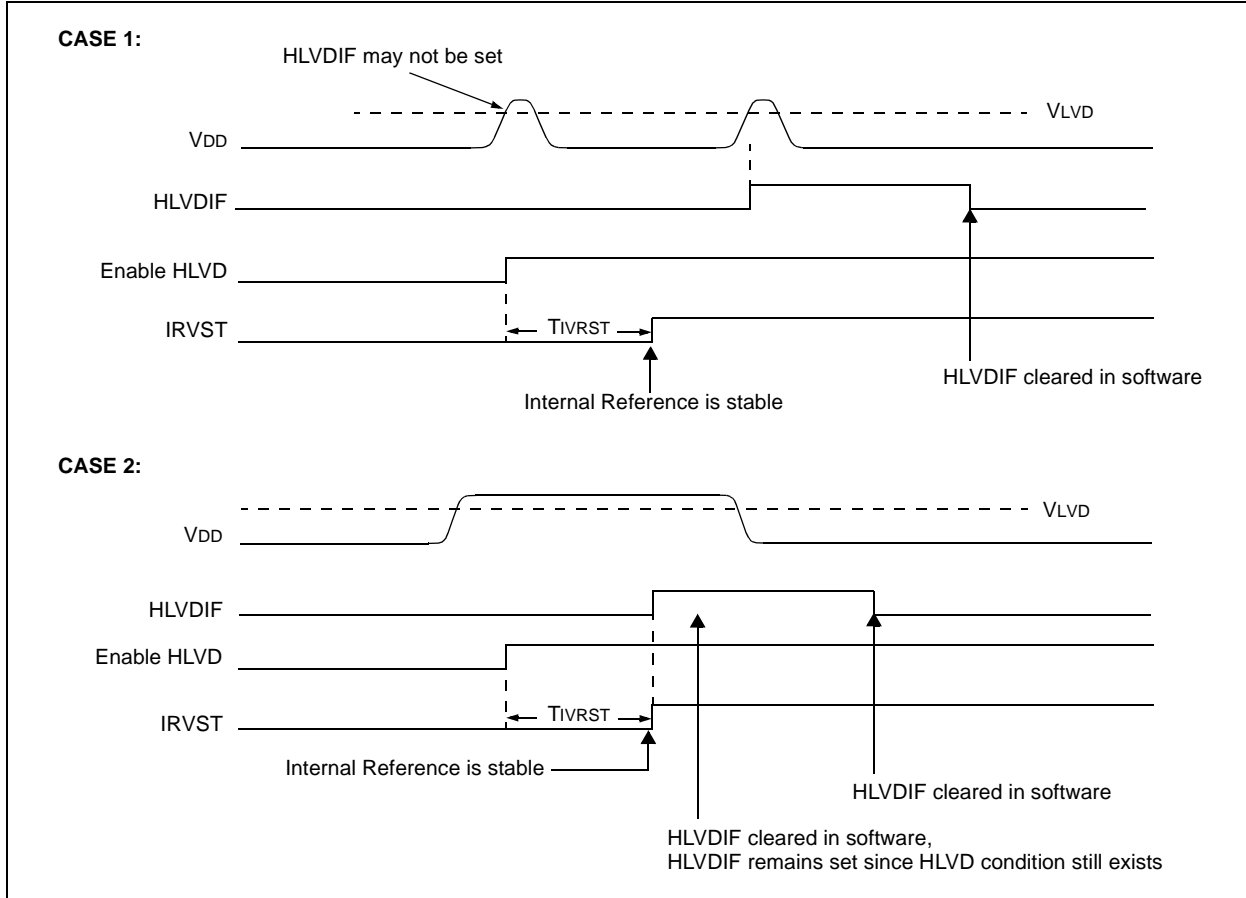 CASE 1:
HLVDIF may not be set
VLVD
VDD
HLVDIF
Enable HLVD
IRVST
TIVRST
HLVDIF cleared in software
Internal Reference is stable
CASE 2:
VLVD
VDD
HLVDIF
Enable HLVD
IRVST
TIVRST
Internal Reference is stable
HLVDIF cleared in software
HLVDIF cleared in software,
HLVDIF remains set since HLVD condition still exists